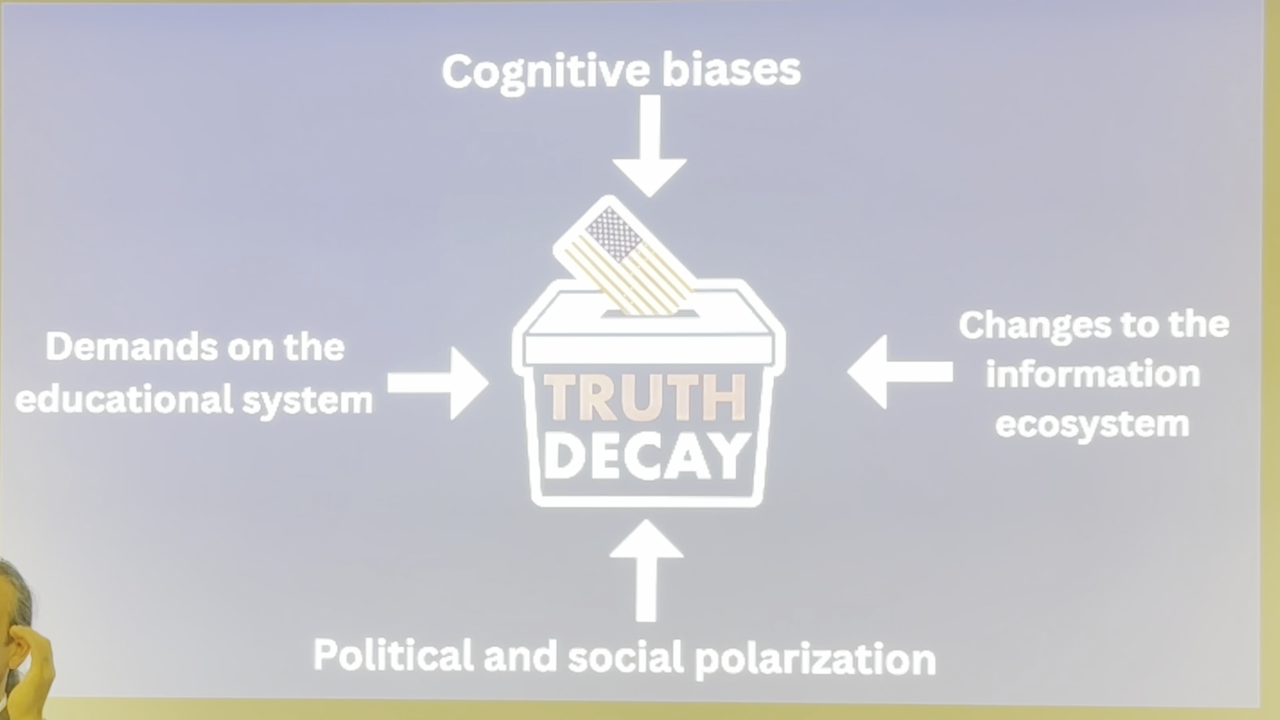 Cognitive biases
Demands on the
educational system
TRUTH
DECAY
Changes to the
information
ecosystem
Political and social polarization